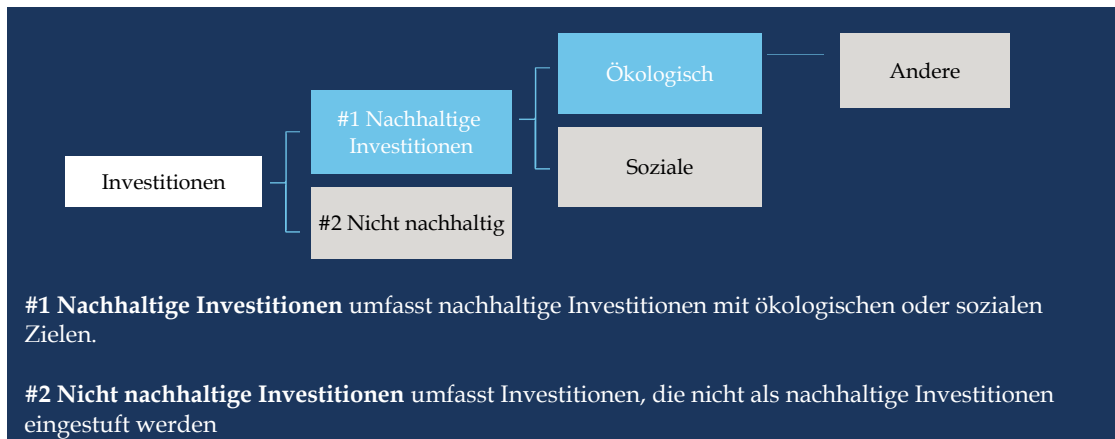 Ökologisch
Andere
#1 Nachhaltige
Investitionen
Soziale
Investitionen
#2 Nicht nachhaltig
#1 Nachhaltige Investitionen umfasst nachhaltige Investitionen mit ökologischen oder sozialen
Zielen.
#2 Nicht nachhaltige Investitionen umfasst Investitionen, die nicht als nachhaltige Investitionen
eingestuft werden